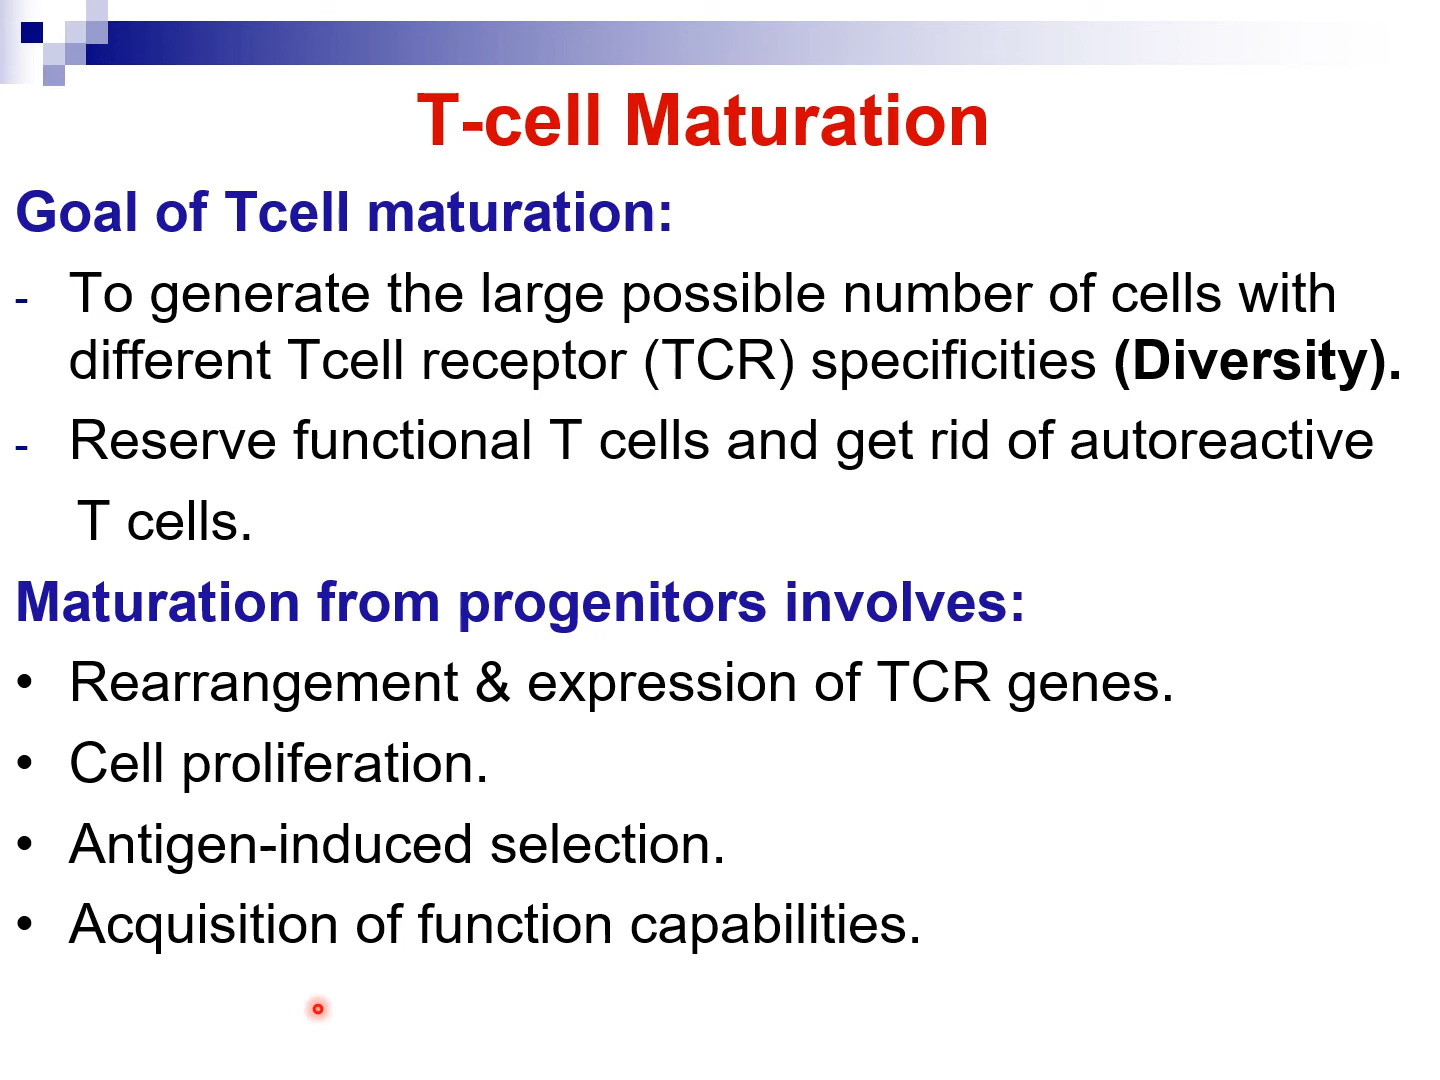 T-cell Maturation
Goal of Tcell maturation:
- To generate the large possible number of cells with
different Tcell receptor (TCR) specificities (Diversity).
- Reserve functional T cells and get rid of autoreactive
T cells.
Maturation from progenitors involves:
• Rearrangement & expression of TCR genes.
• Cell proliferation.
• Antigen-induced selection.
• Acquisition of function capabilities.